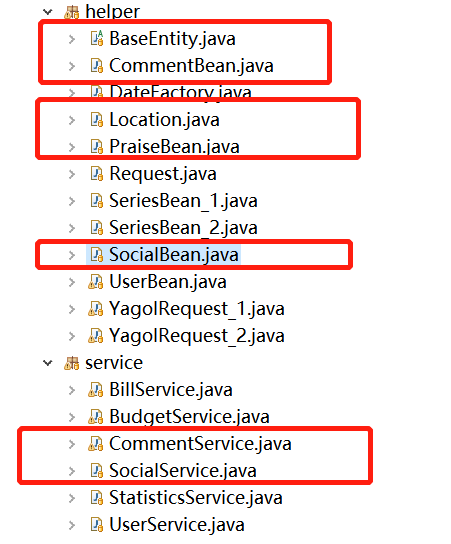 helper
BaseEntity.java
CommentBean.java
DateFactory.java
Location.java
PraiseBean.java
Request.java
SeriesBean_1.java
SeriesBean_2.java
SocialBean.java
UserBean.java
YagolRequest_1.java
YagolRequest_2.java
service
BillService.java
BudgetService.java
CommentService.java
SocialService.java
StatisticsService.java
UserService.java